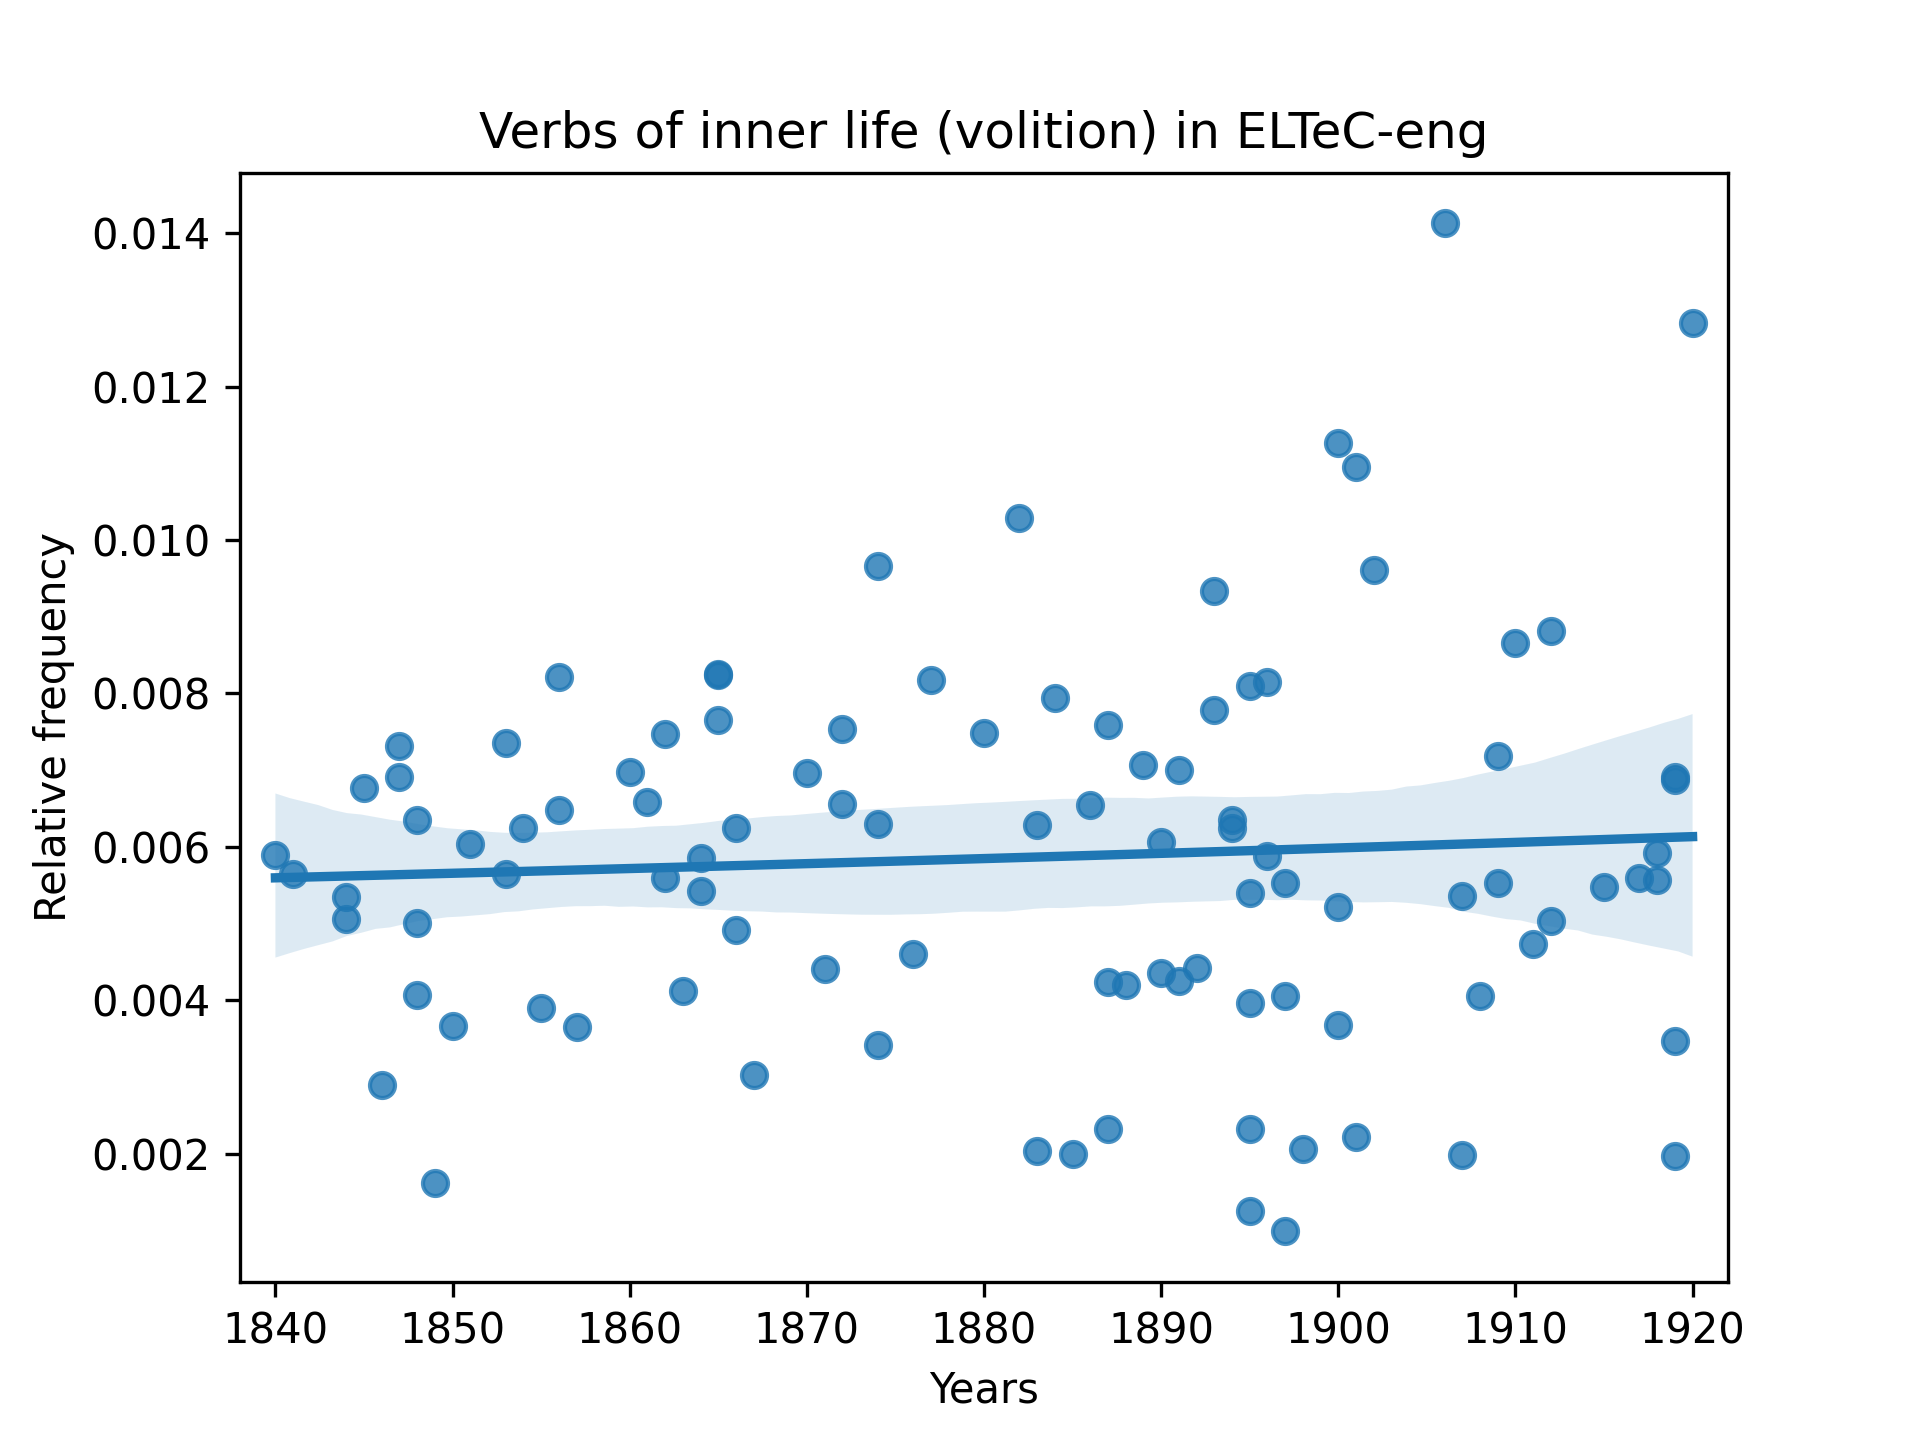 Verbs of inner life (volition) in ELTeC-eng
Relative frequency
0.014
0.012
0.010
0.008
0.006
0.004
0.002
1840 1850 1860 1870 1880 1890 1900 1910 1920
Years